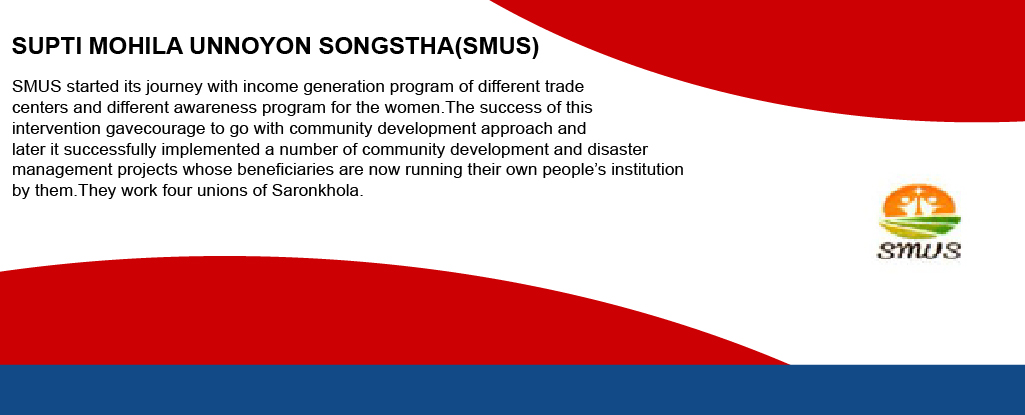 SUPTI MOHILA UNNOYON SONGSTHA(SMUS)
SMUS started its journey with income generation program of different trade
centers and different awareness program for the women.The success of this
intervention gavecourage to go with community development approach and
later it successfully implemented a number of community development and disaster
management projects whose beneficiaries are now running their own people’s institution
by them.They work four unions of Saronkhola.
SMUS